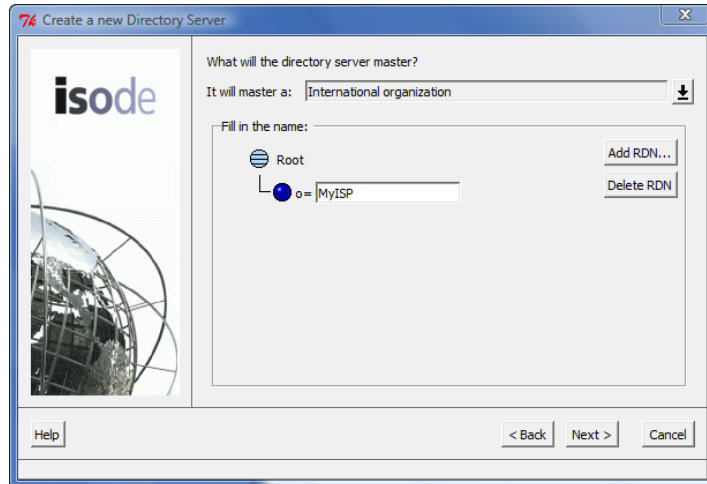 Create a new Directory Server
isode
What will the directory server master?
It will master a: International organization
Fill in the name:
Root
Add RDN...
o= MyISP
Delete RDN
Help
< Back
Next >
Cancel